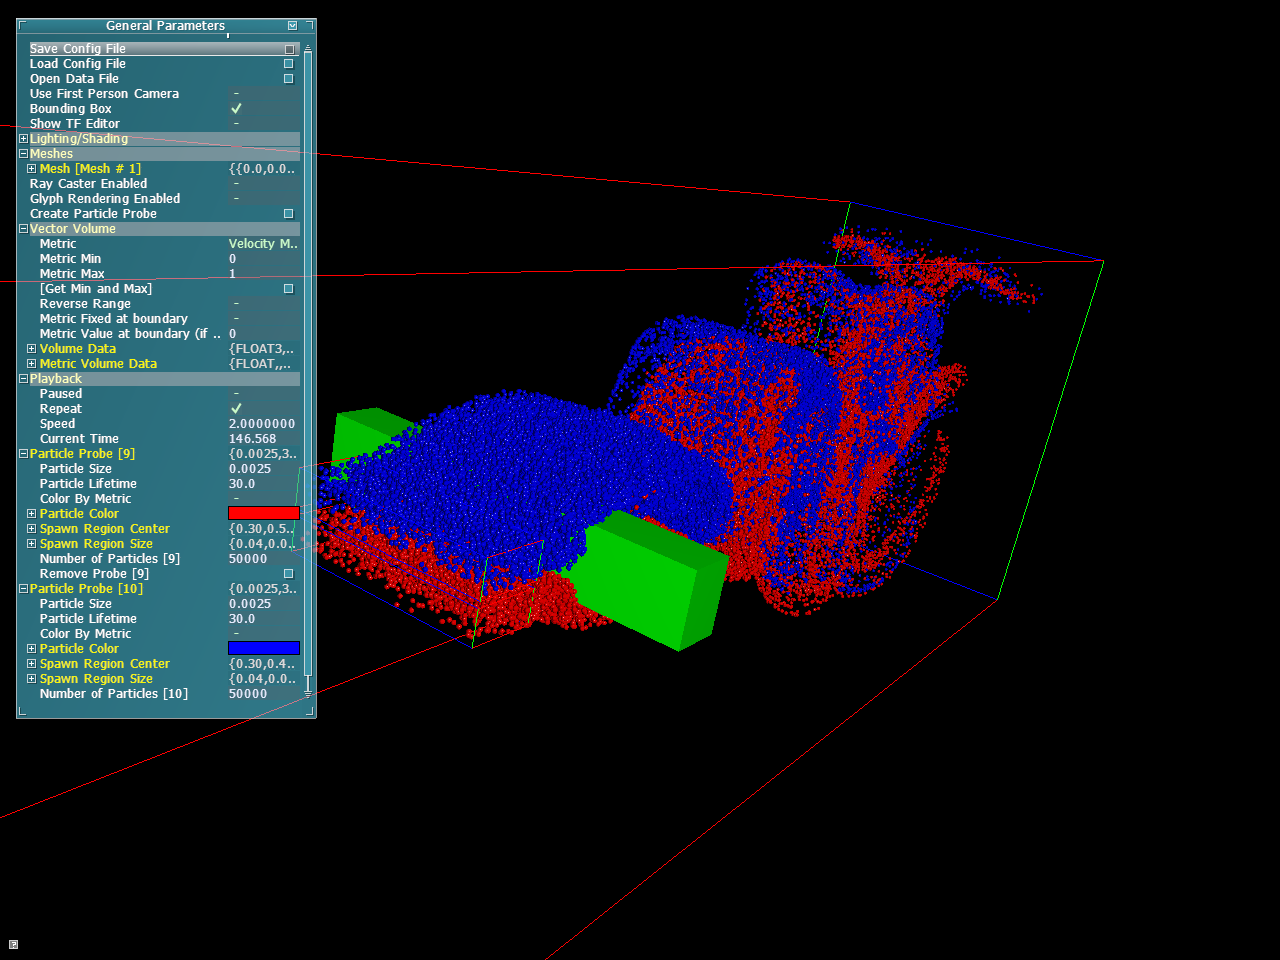 General Parameters
Save Config File
Load Config File
Open Data File
Use First Person Camera -
Bounding Box ✓
Show TF Editor -
Lighting/Shading
Meshes
Mesh [Mesh # 1] {{0.0,0.0..
Ray Caster Enabled -
Glyph Rendering Enabled -
Create Particle Probe
Vector Volume
Metric Velocity M..
Metric Min 0
Metric Max 1
[Get Min and Max]
Reverse Range -
Metric Fixed at boundary -
Metric Value at boundary (if .. 0
Volume Data {FLOAT3,..
Metric Volume Data {FLOAT,,..
Playback
Paused -
Repeat ✓
Speed 2.0000000
Current Time 146.568
Particle Probe [9] {0.0025,3..
Particle Size 0.0025
Particle Lifetime 30.0
Color By Metric -
Particle Color
Spawn Region Center {0.30,0.5..
Spawn Region Size {0.04,0.0..
Number of Particles [9] 50000
Remove Probe [9]
Particle Probe [10] {0.0025,3..
Particle Size 0.0025
Particle Lifetime 30.0
Color By Metric -
Particle Color
Spawn Region Center {0.30,0.4..
Spawn Region Size {0.04,0.0..
Number of Particles [10] 50000
?